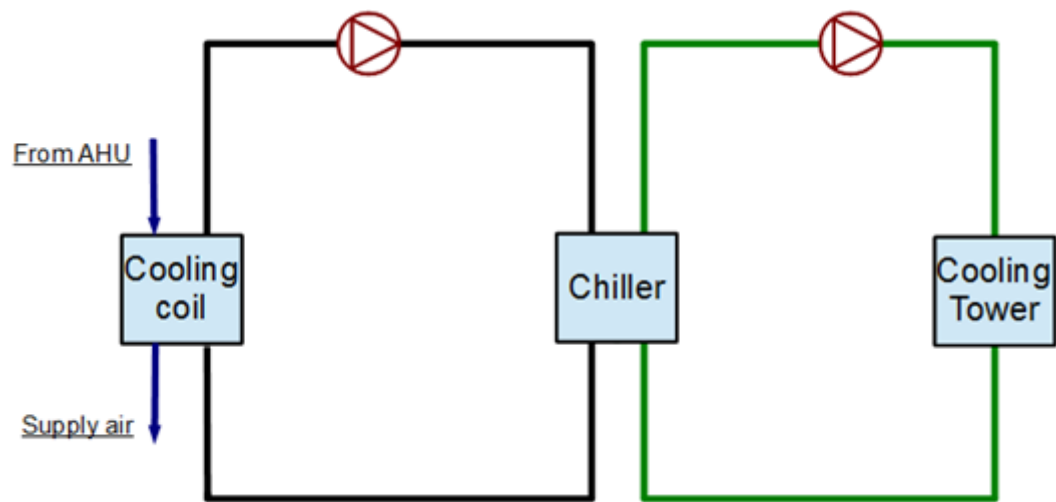 From AHU
Cooling
coil
Supply air
Chiller
Cooling
Tower